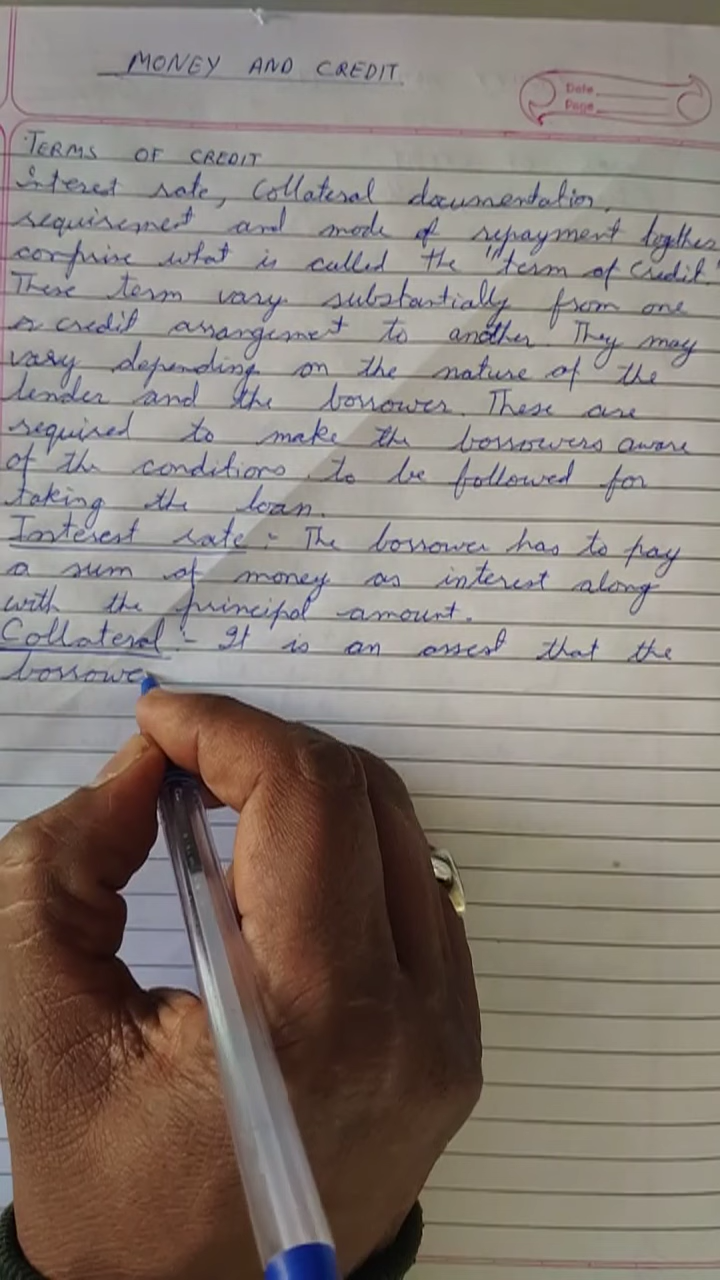 MONEY AND CREDIT
Date
Page
TERMS OF CREDIT
interest rate, Collateral documentation,
requirement and mode of repayment together
comprise what is called the "term of Credit."
These term vary substantially from one
credit arrangement to another. They may
vary depending on the nature of the
lender and the borrower. These are
required to make the borrowers aware
of the conditions to be followed for
taking the loan.
Interest rate :- The borrower has to pay
a sum of money as interest along
with the principal amount.
Collateral :- It is an assest that the
borrowe